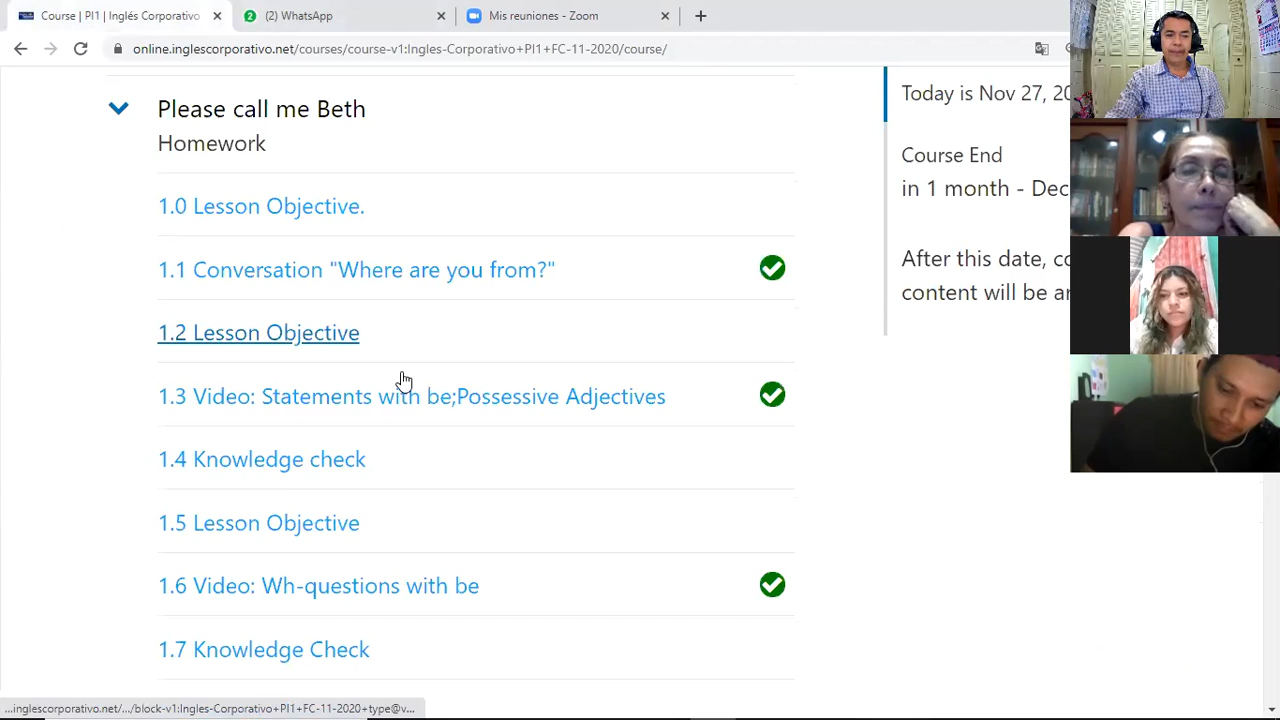 Course | PI1 | Inglés Corporativo
(2) WhatsApp
Mis reuniones - Zoom
online.inglescorporativo.net/courses/course-v1:Ingles-Corporativo+PI1+FC-11-2020/course/
Please call me Beth
Homework
1.0 Lesson Objective.
1.1 Conversation "Where are you from?"
1.2 Lesson Objective
1.3 Video: Statements with be;Possessive Adjectives
1.4 Knowledge check
1.5 Lesson Objective
1.6 Video: Wh-questions with be
1.7 Knowledge Check
Today is Nov 27, 20
Course End
in 1 month - Dec
After this date, co
content will be ar
...inglescorporativo.net/.../block-v1:Ingles-Corporativo+PI1+FC-11-2020+type@v...